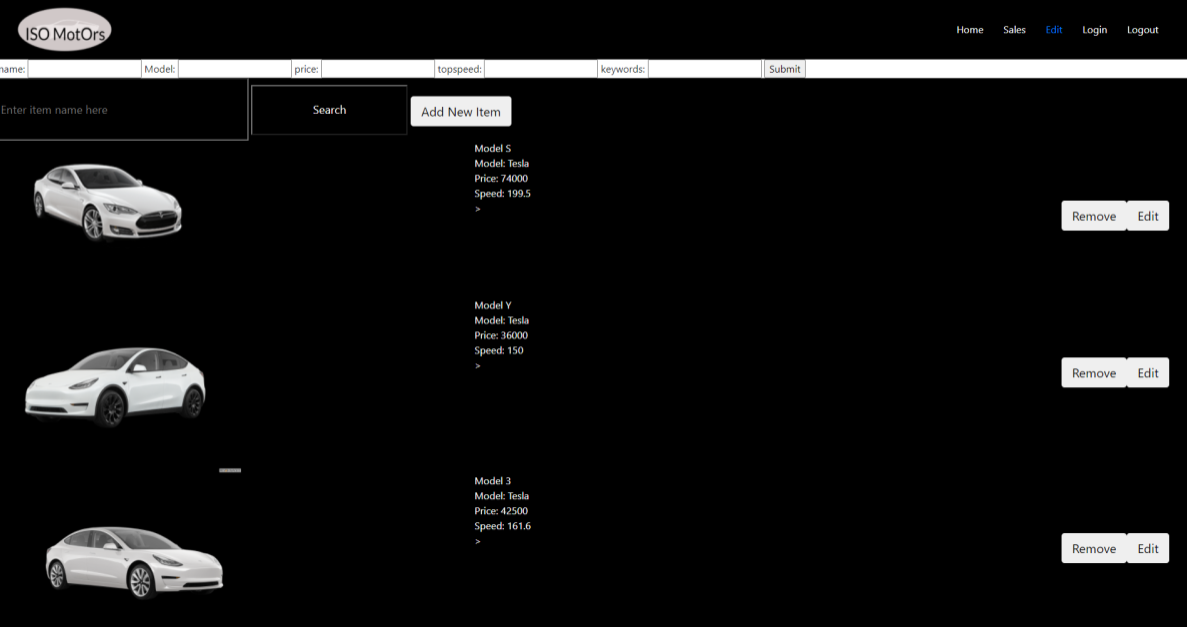 ISO MotOrs
Home Sales Edit Login Logout
name: Model: price: topspeed: keywords: Submit
Enter item name here Search Add New Item
Model S
Model: Tesla
Price: 74000
Speed: 199.5
>
Remove Edit
Model Y
Model: Tesla
Price: 36000
Speed: 150
>
Remove Edit
Model 3
Model: Tesla
Price: 42500
Speed: 161.6
>
Remove Edit